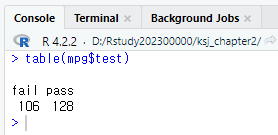 Console Terminal × Background Jobs ×
R 4.2.2 · D:/Rstudy202300000/ksj_chapter2/
> table(mpg$test)
fail pass
106 128
>